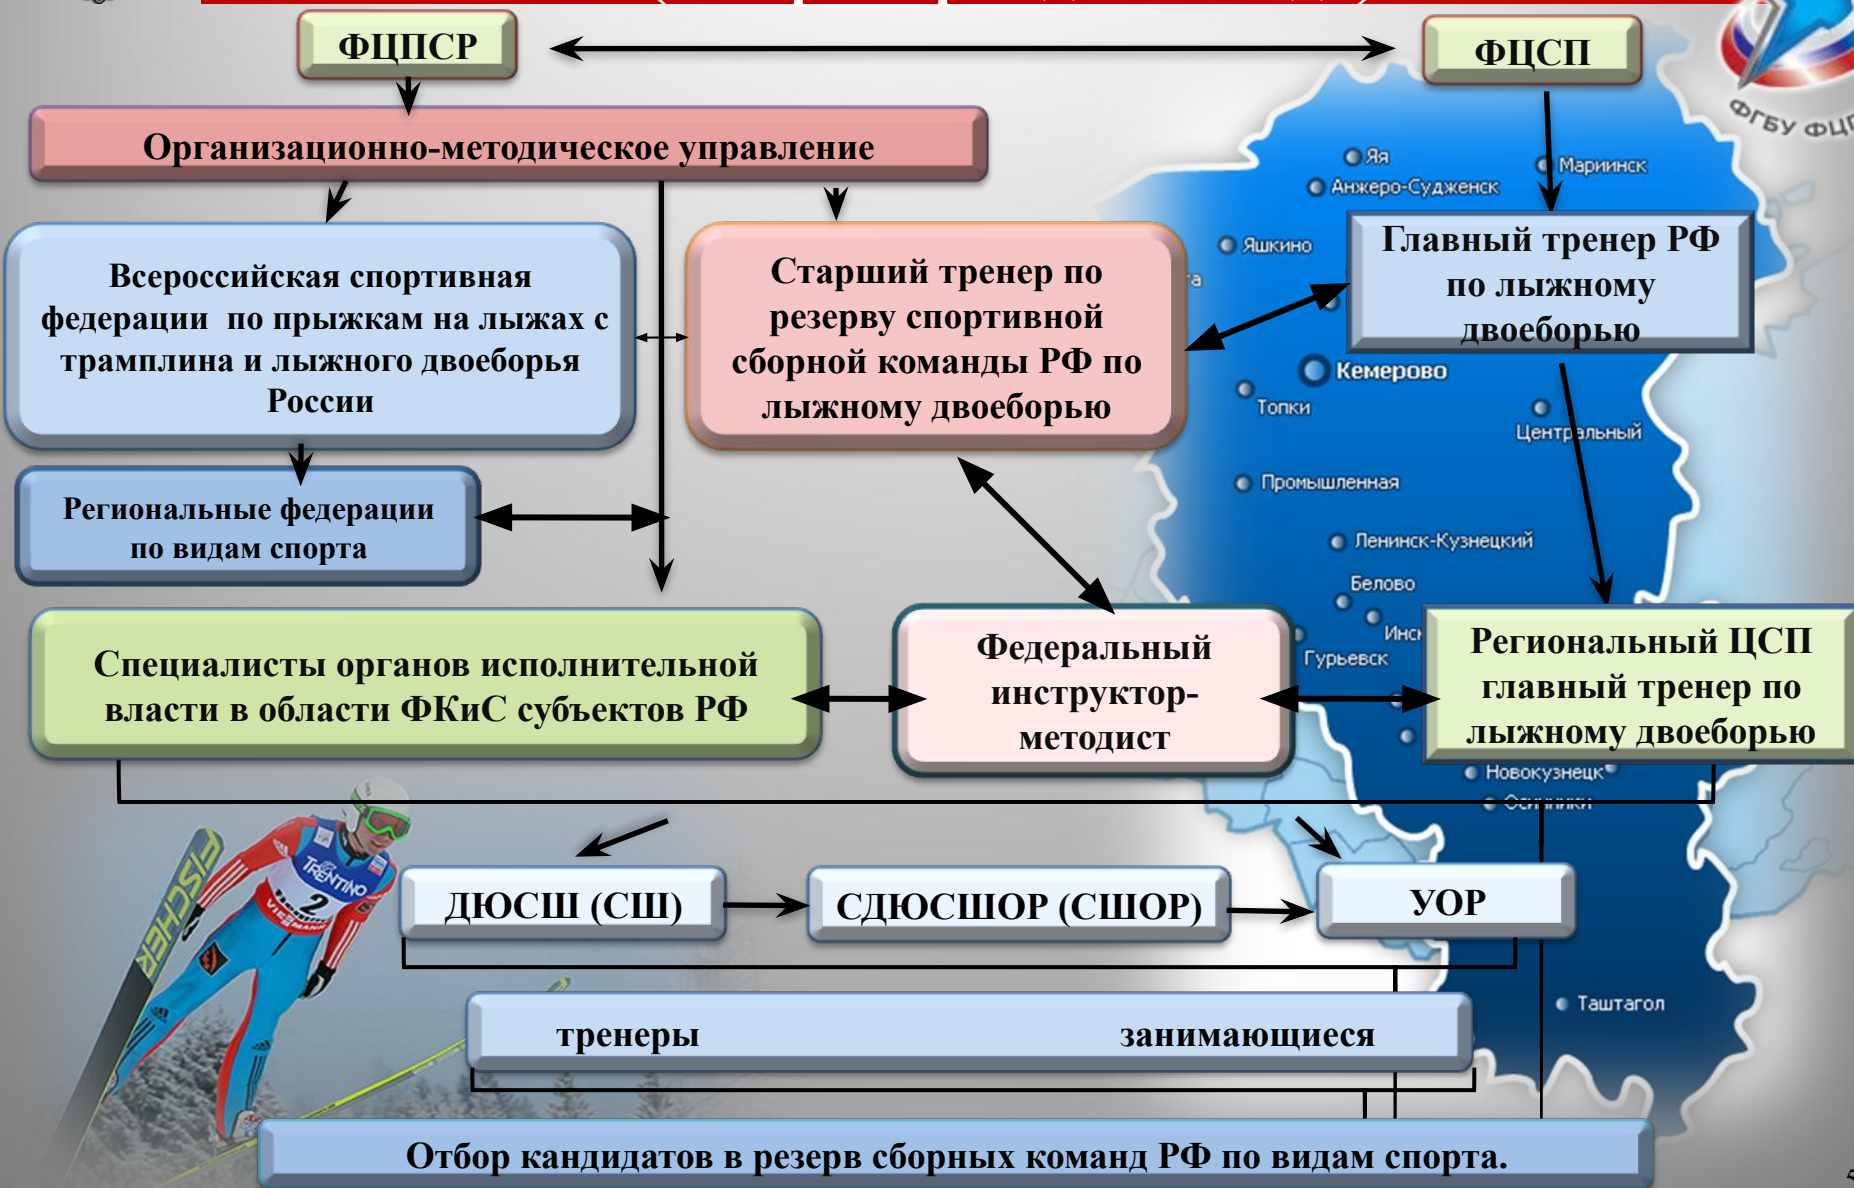 ФЦПСР
ФЦСП
ФГБУ
Организационно-методическое управление
Яя
Мариинск
Анжеро-Судженск
Всероссийская спортивная
федерации по прыжкам на лыжах с
трамплина и лыжного двоеборья
России
Старший тренер по
резерву спортивной
сборной команды РФ по
лыжному двоеборью
Яшкино
Главный тренер РФ
по лыжному
двоеборью
Кемерово
Топки
Центральный
Региональные федерации
по видам спорта
Промышленная
Ленинск-Кузнецкий
Белово
Гурьевск
Специалисты органов исполнительной
власти в области ФКиС субъектов РФ
Федеральный
инструктор-
методист
Региональный ЦСП
главный тренер по
лыжному двоеборью
Новокузнецк
Осинники
FISCHER
TRENTINO
2
VIESSMANN
ДЮСШ (СШ)
СДЮСШОР (СШОР)
УОР
Таштагол
тренеры занимающиеся
Отбор кандидатов в резерв сборных команд РФ по видам спорта.